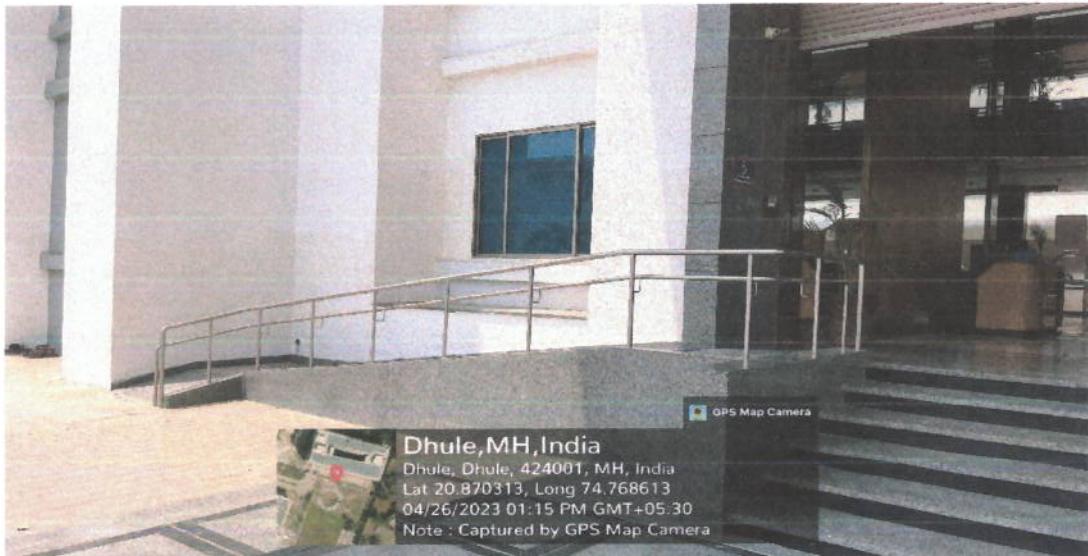 GPS Map Camera
Dhule,MH,India
Dhule, Dhule, 424001, MH, India
Lat 20.870313, Long 74.768613
04/26/2023 01:15 PM GMT+05:30
Note : Captured by GPS Map Camera